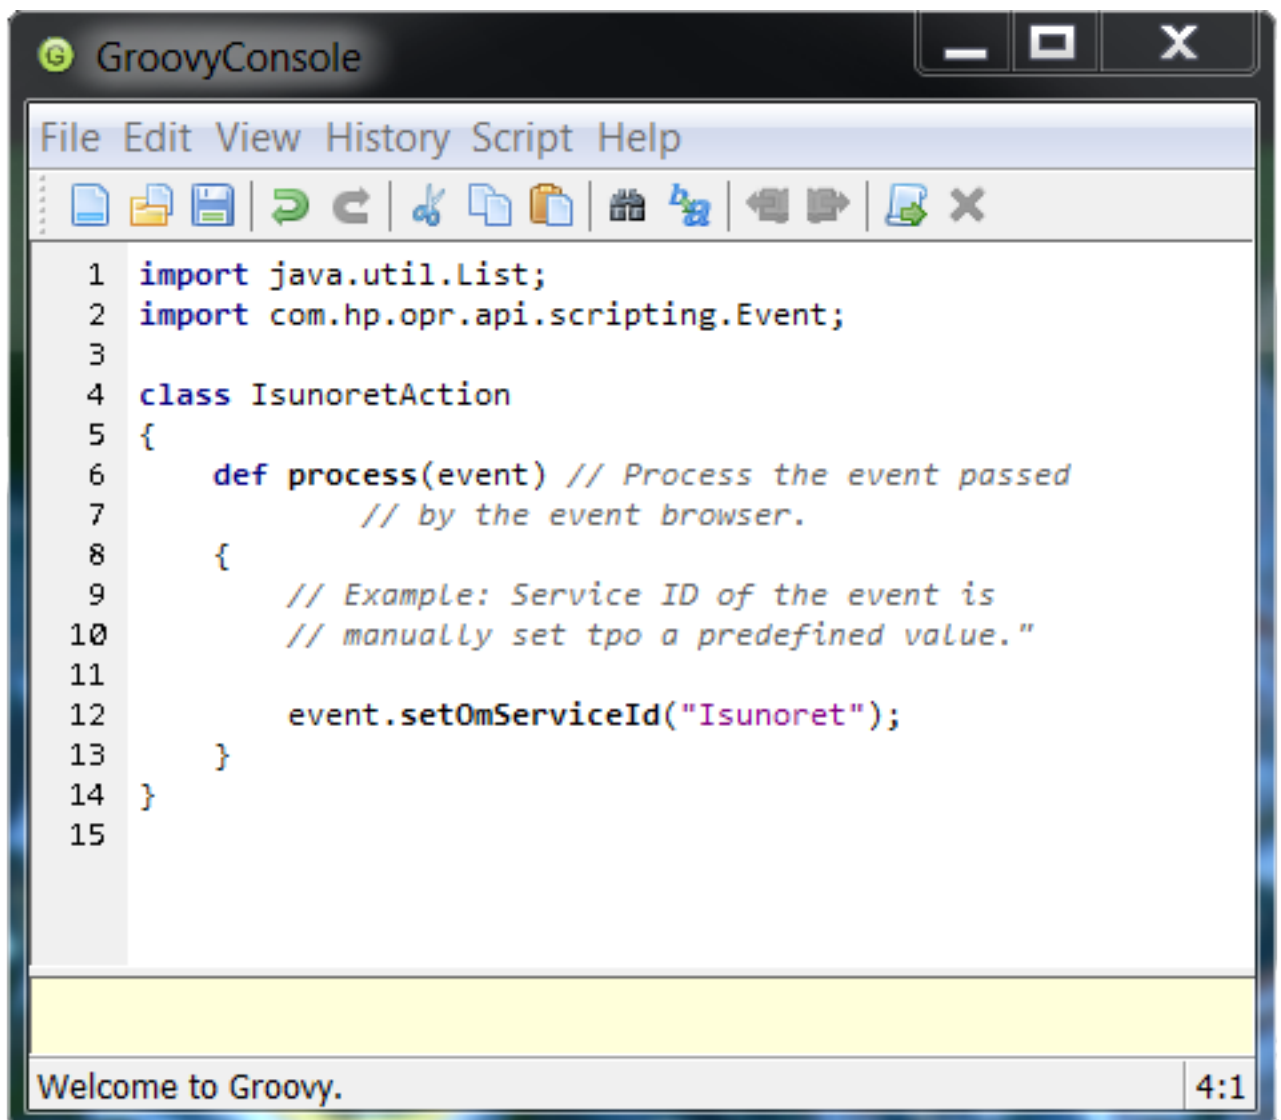 GroovyConsole
File Edit View History Script Help
1 import java.util.List;
2 import com.hp.opr.api.scripting.Event;
3
4 class IsunoretAction
5 {
6     def process(event) // Process the event passed
7             // by the event browser.
8     {
9         // Example: Service ID of the event is
10         // manually set tpo a predefined value."
11
12         event.setOmServiceId("Isunoret");
13     }
14 }
15
Welcome to Groovy. 4:1